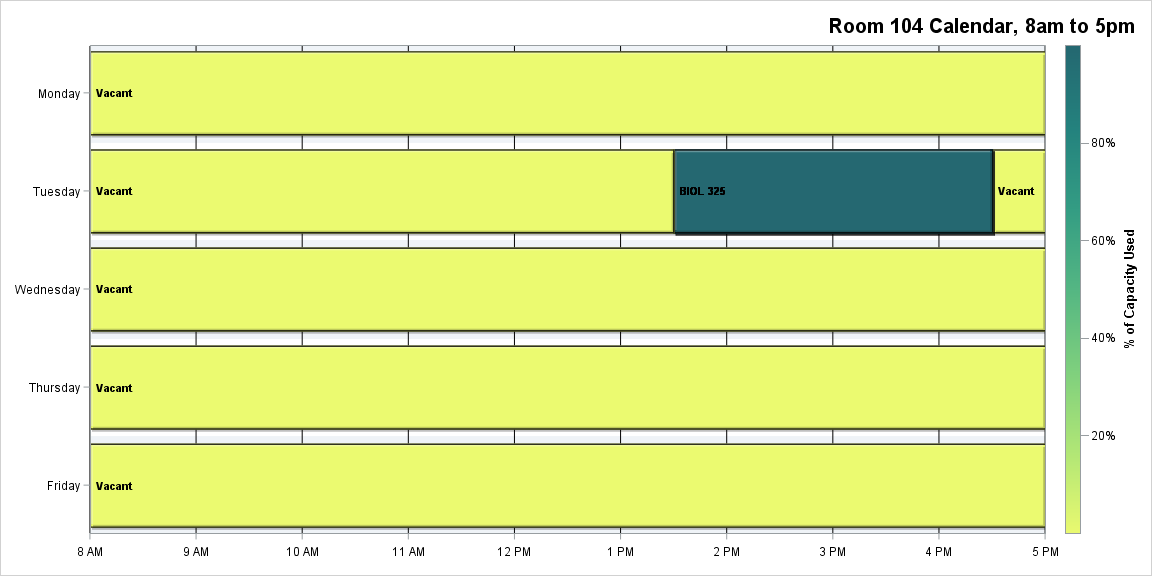 Room 104 Calendar, 8am to 5pm
Monday
Vacant
Tuesday
Vacant
BIOL 325
Vacant
Wednesday
Vacant
Thursday
Vacant
Friday
Vacant
8 AM
9 AM
10 AM
11 AM
12 PM
1 PM
2 PM
3 PM
4 PM
5 PM
80%
60%
40%
20%
% of Capacity Used